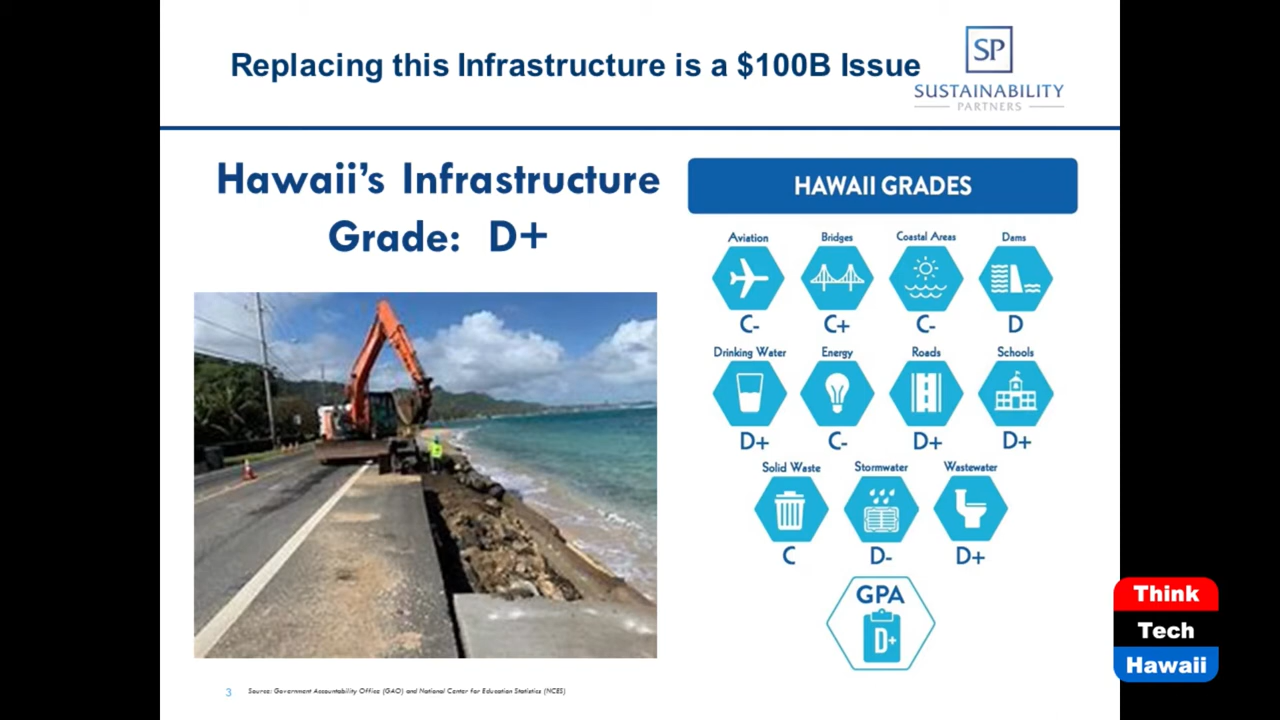 Replacing this Infrastructure is a $100B Issue
SP
SUSTAINABILITY
PARTNERS
Hawaii's Infrastructure
Grade: D+
HAWAII GRADES
Aviation Bridges Coastal Areas Dams
C- C+ C- D
Drinking Water Energy Roads Schools
D+ C- D+ D+
Solid Waste Stormwater Wastewater
C D- D+
GPA
D+
3 Source: Government Accountability Office (GAO) and National Center for Education Statistics (NCES)
Think
Tech
Hawaii